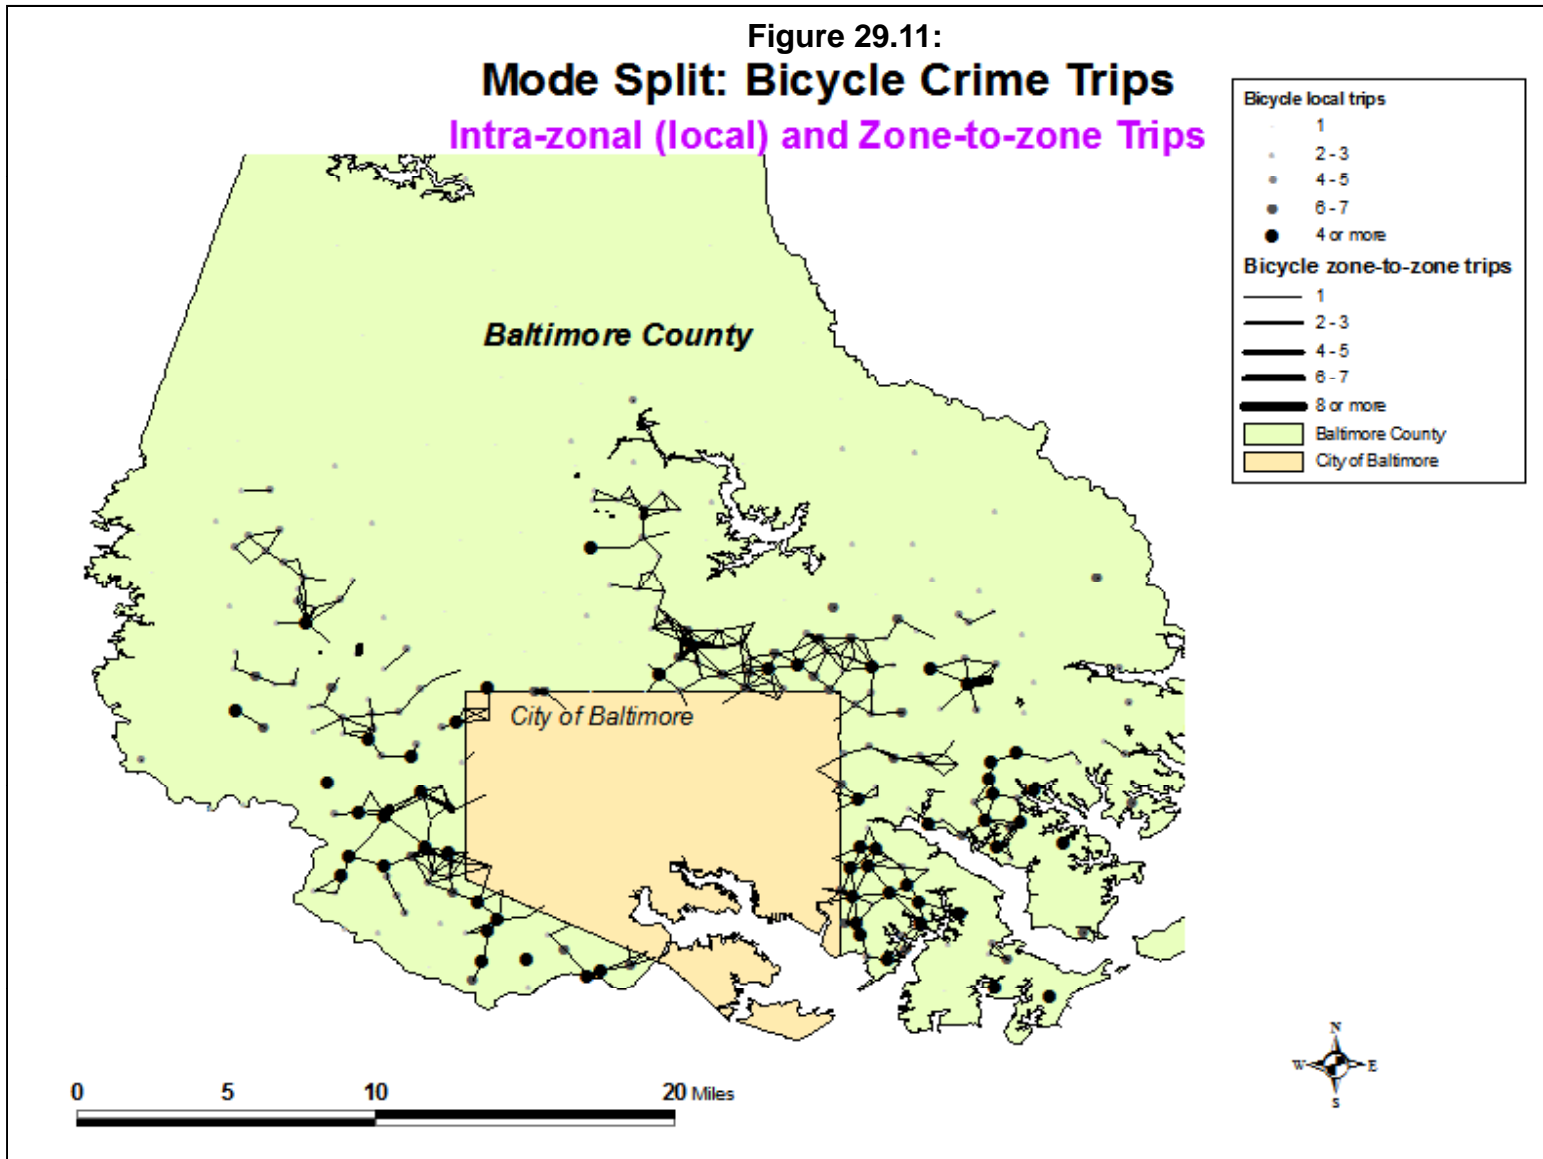 Figure 29.11:
Mode Split: Bicycle Crime Trips
Intra-zonal (local) and Zone-to-zone Trips
Bicycle local trips
1
2 - 3
4 - 5
6 - 7
4 or more
Bicycle zone-to-zone trips
1
2 - 3
4 - 5
6 - 7
8 or more
Baltimore County
City of Baltimore
Baltimore County
City of Baltimore
N
W E
S
0 5 10 20 Miles